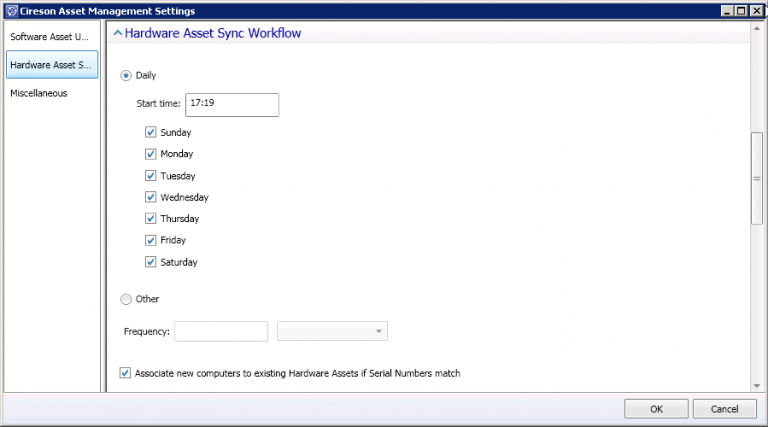 Cireson Asset Management Settings
Software Asset U...
Hardware Asset S...
Miscellaneous
Hardware Asset Sync Workflow
Daily
Start time: 17:19
Sunday
Monday
Tuesday
Wednesday
Thursday
Friday
Saturday
Other
Frequency:
Associate new computers to existing Hardware Assets if Serial Numbers match
OK Cancel